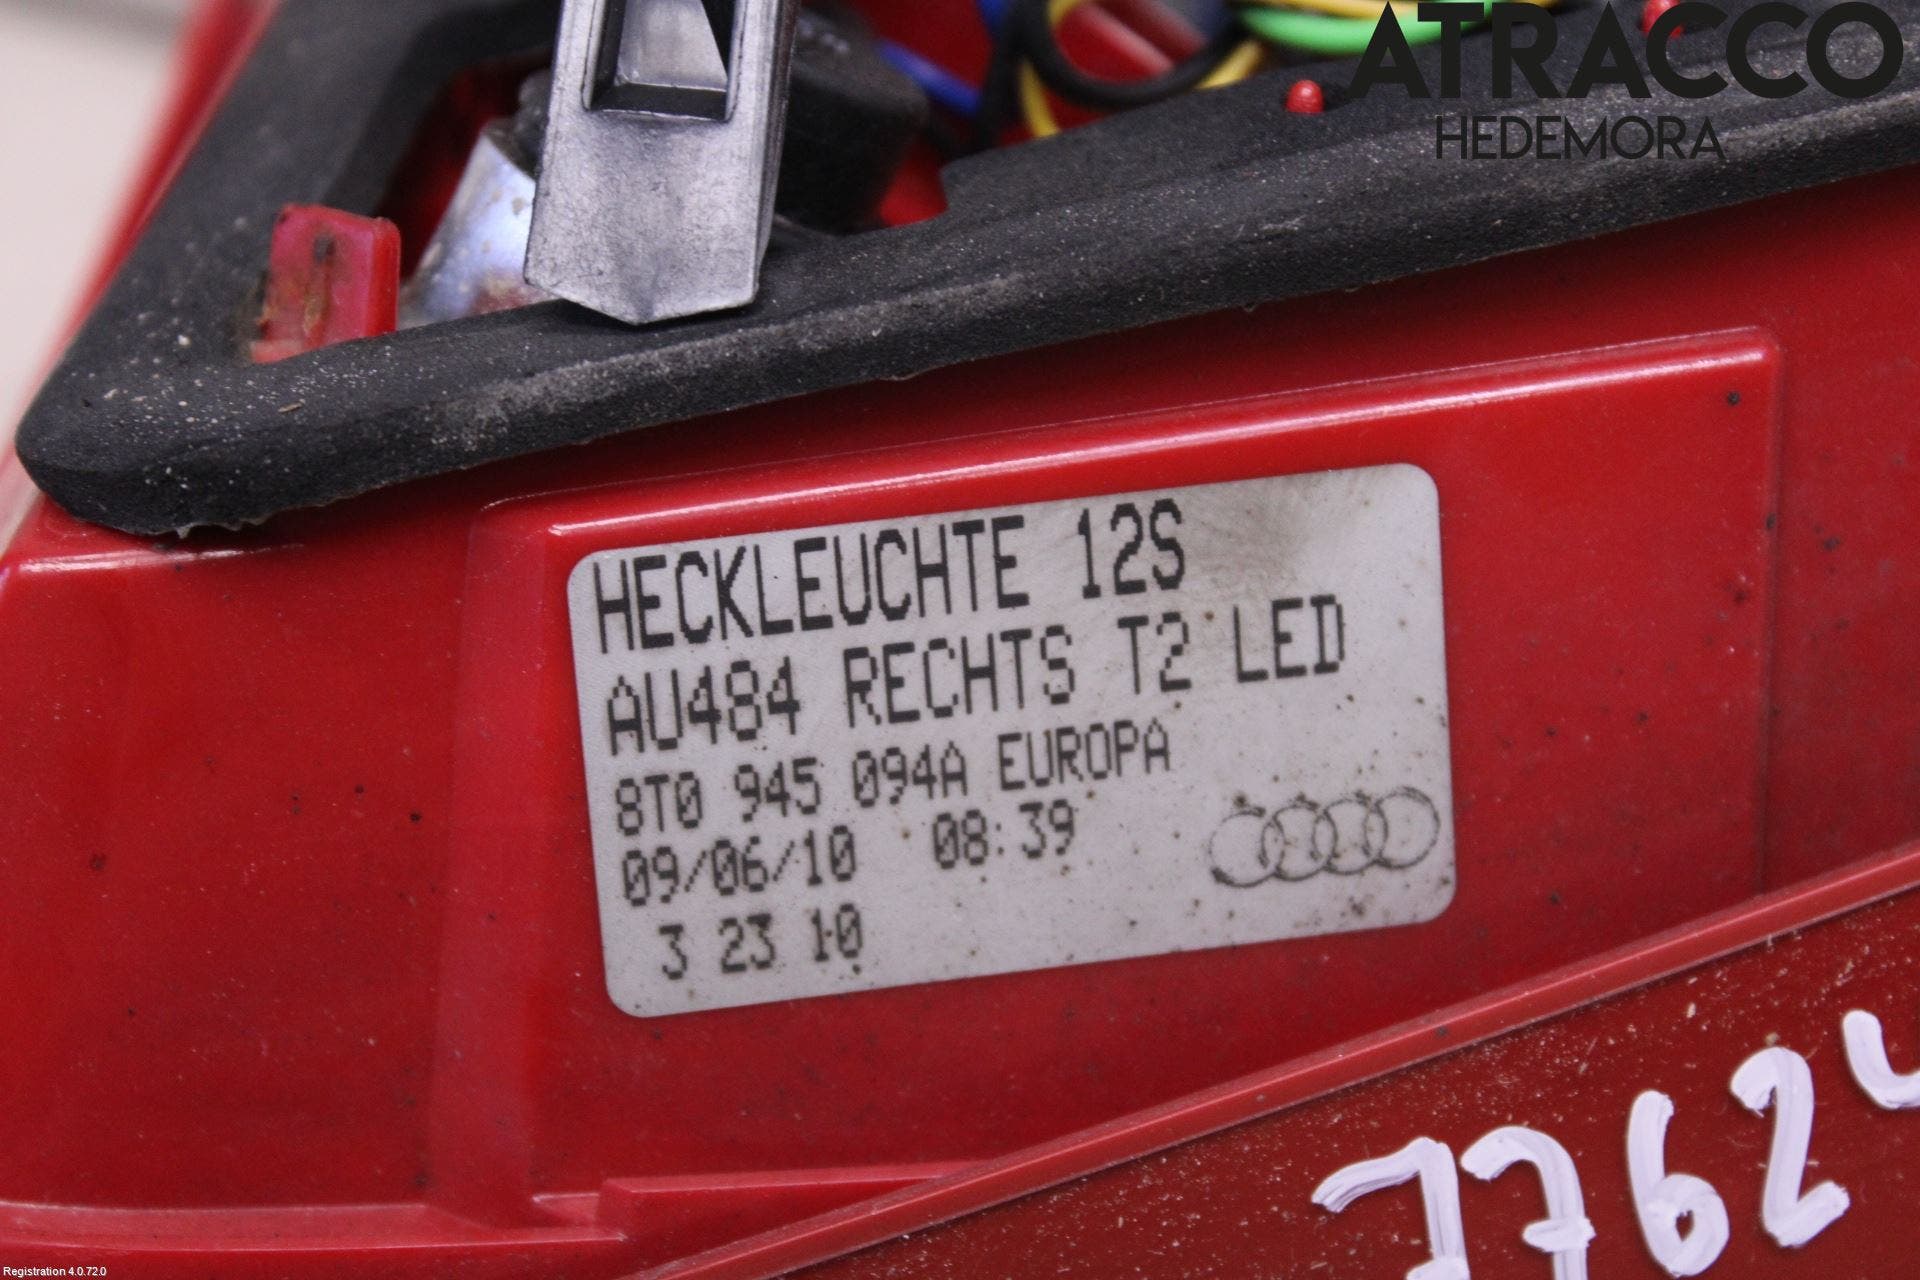 ATRACCO
HEDEMORA
HECKLEUCHTE 12S
AU484 RECHTS T2 LED
8T0 945 094A EUROPA
09/06/10 08:39
3 23 10
7762
Registration 4.0.72.0